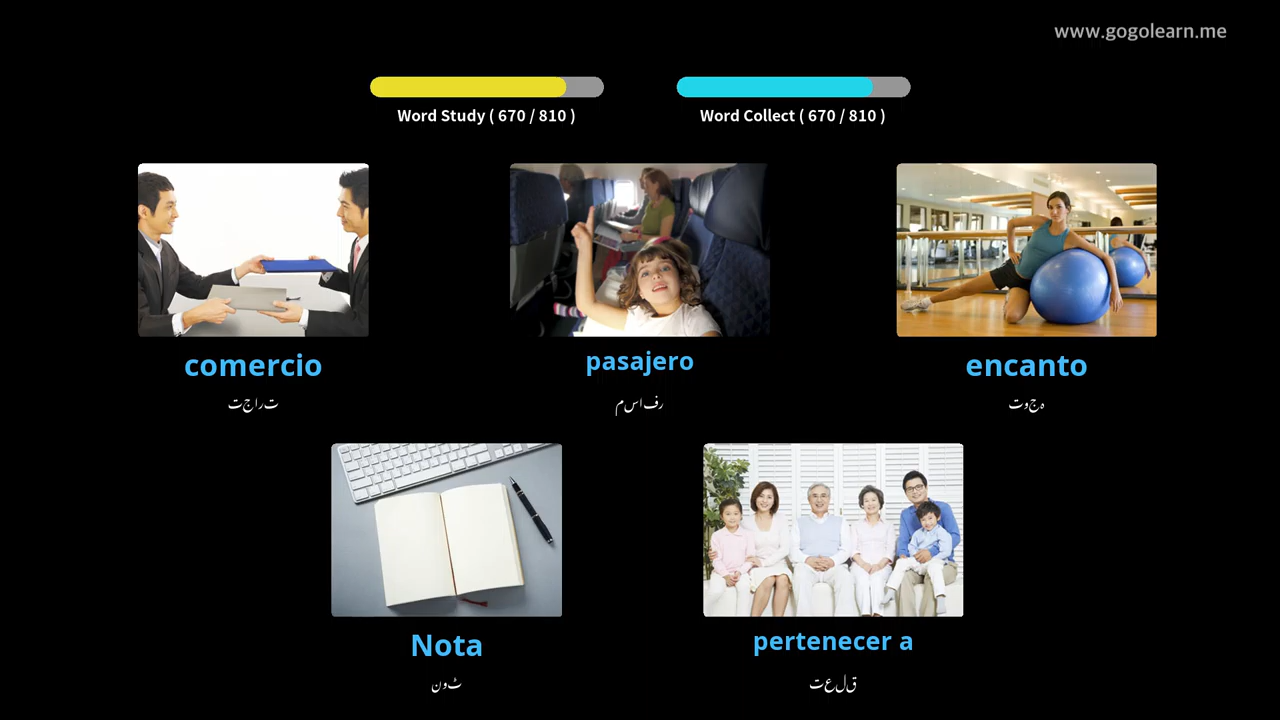 www.gogolearn.me
Word Study ( 670 / 810 )
Word Collect ( 670 / 810 )
comercio
تجارت
pasajero
مسافر
encanto
توجہ
Nota
نوٹ
pertenecer a
تعلق